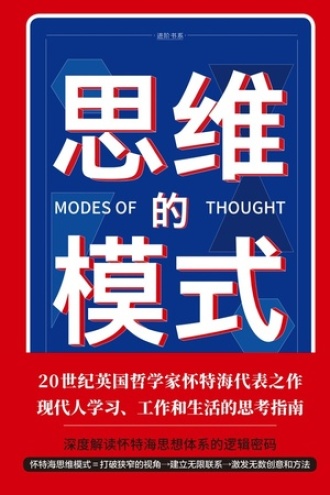 进阶书系
思维
MODES OF 的 THOUGHT
模式
20世纪英国哲学家怀特海代表之作
现代人学习、工作和生活的思考指南
深度解读怀特海思想体系的逻辑密码
怀特海思维模式=打破狭窄的视角→建立无限联系→激发无数创意和方法